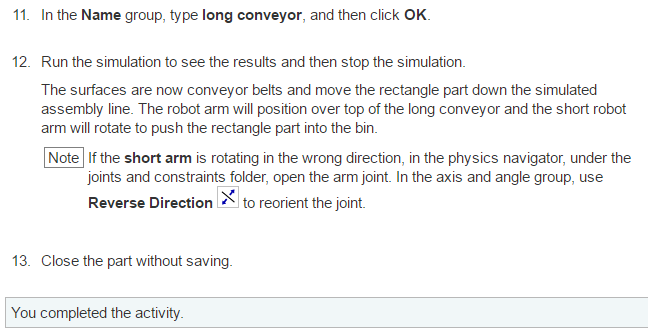 11. In the Name group, type long conveyor, and then click OK.
12. Run the simulation to see the results and then stop the simulation.
The surfaces are now conveyor belts and move the rectangle part down the simulated
assembly line. The robot arm will position over top of the long conveyor and the short robot
arm will rotate to push the rectangle part into the bin.
Note If the short arm is rotating in the wrong direction, in the physics navigator, under the
joints and constraints folder, open the arm joint. In the axis and angle group, use
Reverse Direction to reorient the joint.
13. Close the part without saving.
You completed the activity.